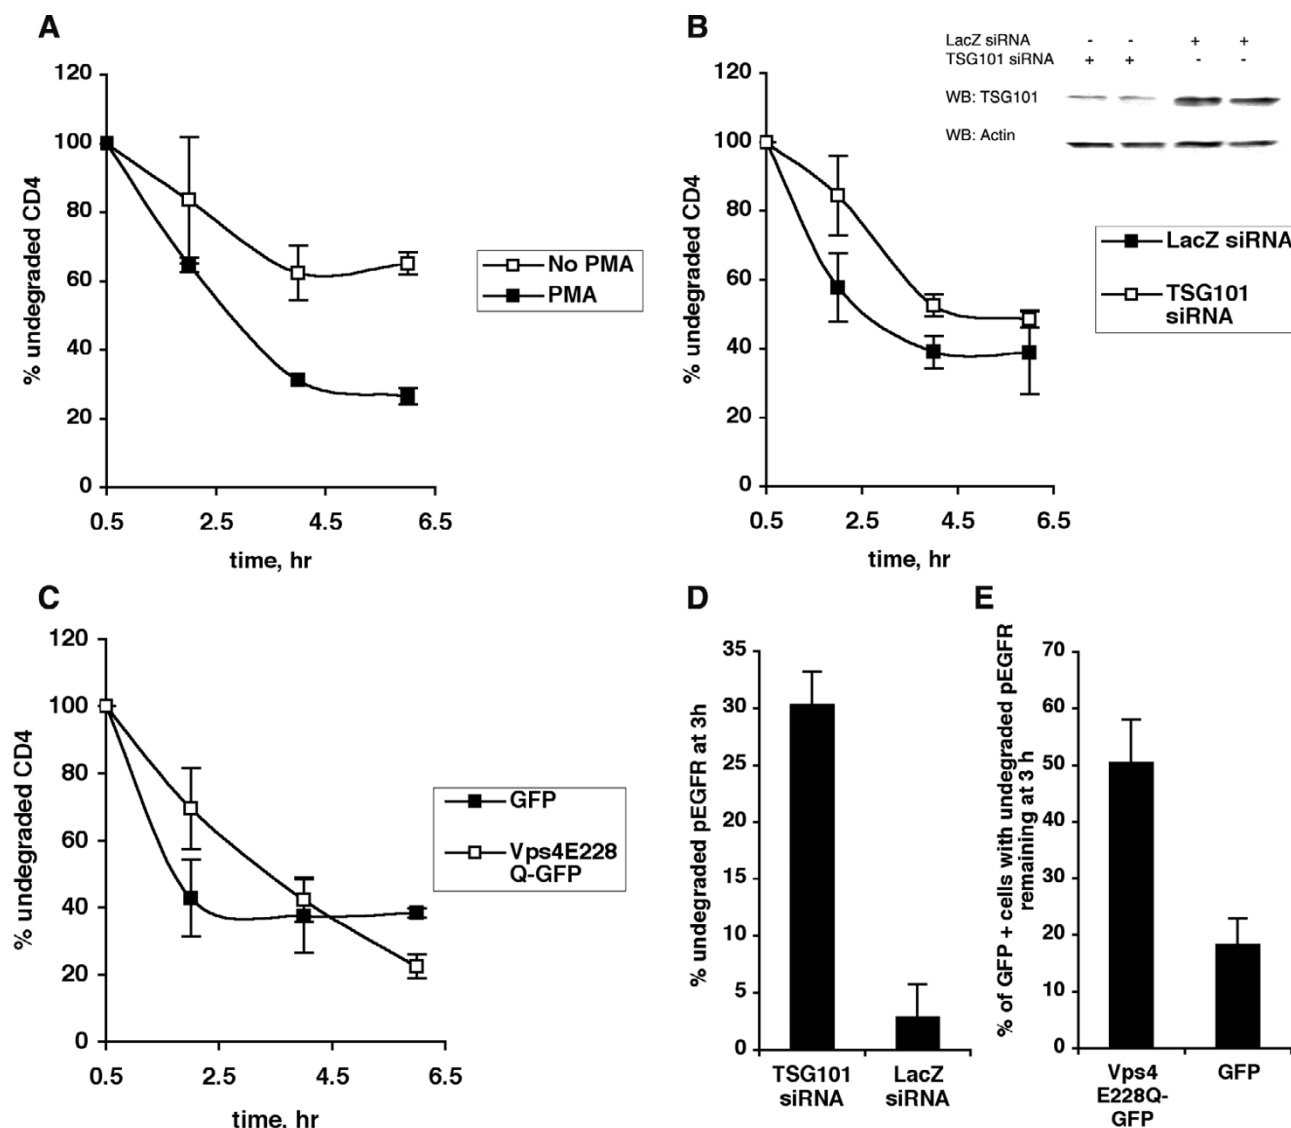 A
120
100
80
60
40
20
0
% undegraded CD4
0.5 2.5 4.5 6.5
time, hr
No PMA
PMA
B
LacZ siRNA - - + +
TSG101 siRNA + + - -
WB: TSG101
WB: Actin
120
100
80
60
40
20
0
% undegraded CD4
0.5 2.5 4.5 6.5
time, hr
LacZ siRNA
TSG101
siRNA
C
120
100
80
60
40
20
0
% undegraded CD4
0.5 2.5 4.5 6.5
time, hr
GFP
Vps4E228
Q-GFP
D
35
30
25
20
15
10
5
0
% undegraded pEGFR at 3h
TSG101
siRNA
LacZ
siRNA
E
70
60
50
40
30
20
10
0
% of GFP + cells with undegraded pEGFR
remaining at 3 h
Vps4
E228Q-
GFP
GFP